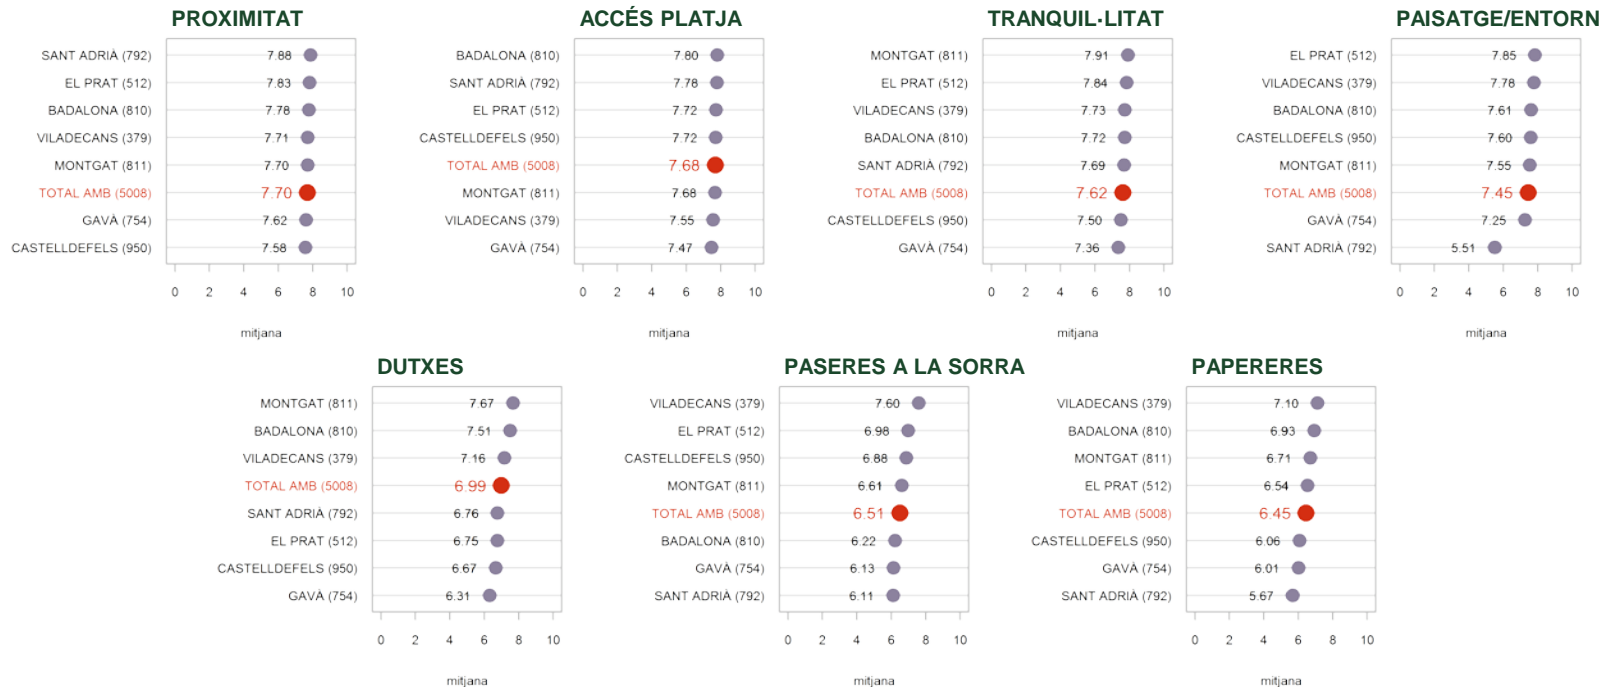 PROXIMITAT
SANT ADRIÀ (792) 7.88
EL PRAT (512) 7.83
BADALONA (810) 7.78
VILADECANS (379) 7.71
MONTGAT (811) 7.70
TOTAL AMB (5008) 7.70
GAVÀ (754) 7.62
CASTELLDEFELS (950) 7.58
0 2 4 6 8 10
mitjana
ACCÉS PLATJA
BADALONA (810) 7.80
SANT ADRIÀ (792) 7.78
EL PRAT (512) 7.72
CASTELLDEFELS (950) 7.72
TOTAL AMB (5008) 7.68
MONTGAT (811) 7.68
VILADECANS (379) 7.55
GAVÀ (754) 7.47
0 2 4 6 8 10
mitjana
TRANQUIL·LITAT
MONTGAT (811) 7.91
EL PRAT (512) 7.84
VILADECANS (379) 7.73
BADALONA (810) 7.72
SANT ADRIÀ (792) 7.69
TOTAL AMB (5008) 7.62
CASTELLDEFELS (950) 7.50
GAVÀ (754) 7.36
0 2 4 6 8 10
mitjana
PAISATGE/ENTORN
EL PRAT (512) 7.85
VILADECANS (379) 7.78
BADALONA (810) 7.61
CASTELLDEFELS (950) 7.60
MONTGAT (811) 7.55
TOTAL AMB (5008) 7.45
GAVÀ (754) 7.25
SANT ADRIÀ (792) 5.51
0 2 4 6 8 10
mitjana
DUTXES
MONTGAT (811) 7.67
BADALONA (810) 7.51
VILADECANS (379) 7.16
TOTAL AMB (5008) 6.99
SANT ADRIÀ (792) 6.76
EL PRAT (512) 6.75
CASTELLDEFELS (950) 6.67
GAVÀ (754) 6.31
0 2 4 6 8 10
mitjana
PASERES A LA SORRA
VILADECANS (379) 7.60
EL PRAT (512) 6.98
CASTELLDEFELS (950) 6.88
MONTGAT (811) 6.61
TOTAL AMB (5008) 6.51
BADALONA (810) 6.22
GAVÀ (754) 6.13
SANT ADRIÀ (792) 6.11
0 2 4 6 8 10
mitjana
PAPERERES
VILADECANS (379) 7.10
BADALONA (810) 6.93
MONTGAT (811) 6.71
EL PRAT (512) 6.54
TOTAL AMB (5008) 6.45
CASTELLDEFELS (950) 6.06
GAVÀ (754) 6.01
SANT ADRIÀ (792) 5.67
0 2 4 6 8 10
mitjana